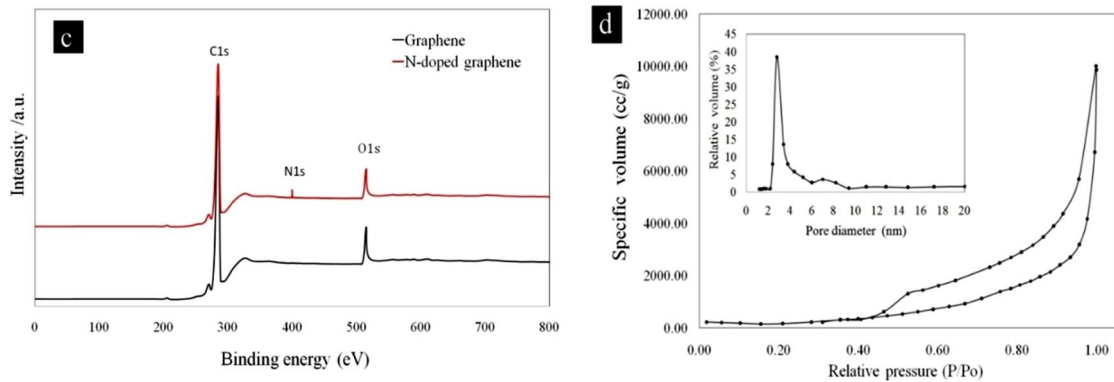 c
C1s
Graphene
N-doped graphene
N1s
O1s
Intensity /a.u.
0 100 200 300 400 500 600 700 800
Binding energy (eV)
d
12000.00
10000.00
8000.00
6000.00
4000.00
2000.00
0.00
Specific volume (cc/g)
0.00 0.20 0.40 0.60 0.80 1.00
Relative pressure (P/Po)
45
40
35
30
25
20
15
10
5
0
Relative volume (%)
0 2 4 6 8 10 12 14 16 18 20
Pore diameter (nm)